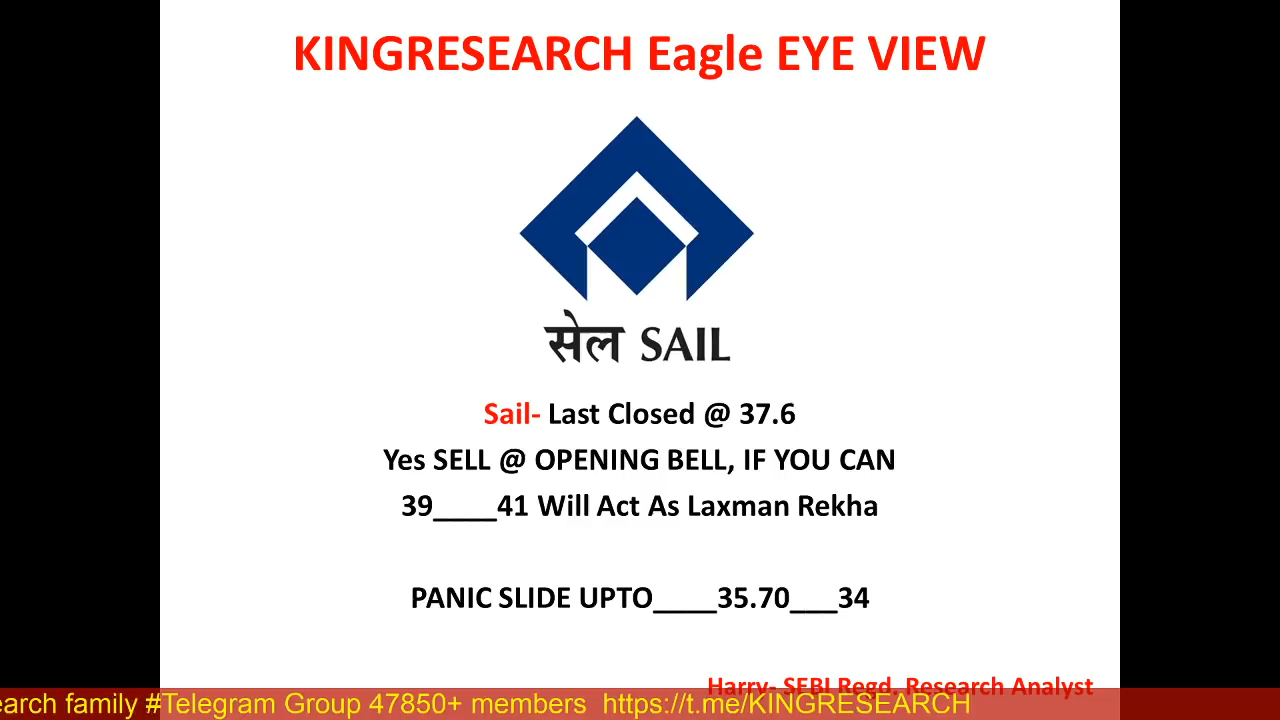 KINGRESEARCH Eagle EYE VIEW
सेल SAIL
Sail- Last Closed @ 37.6
Yes SELL @ OPENING BELL, IF YOU CAN
39____41 Will Act As Laxman Rekha
PANIC SLIDE UPTO____35.70___34
Harry- SEBI Regd. Research Analyst
earch family #Telegram Group 47850+ members https://t.me/KINGRESEARCH